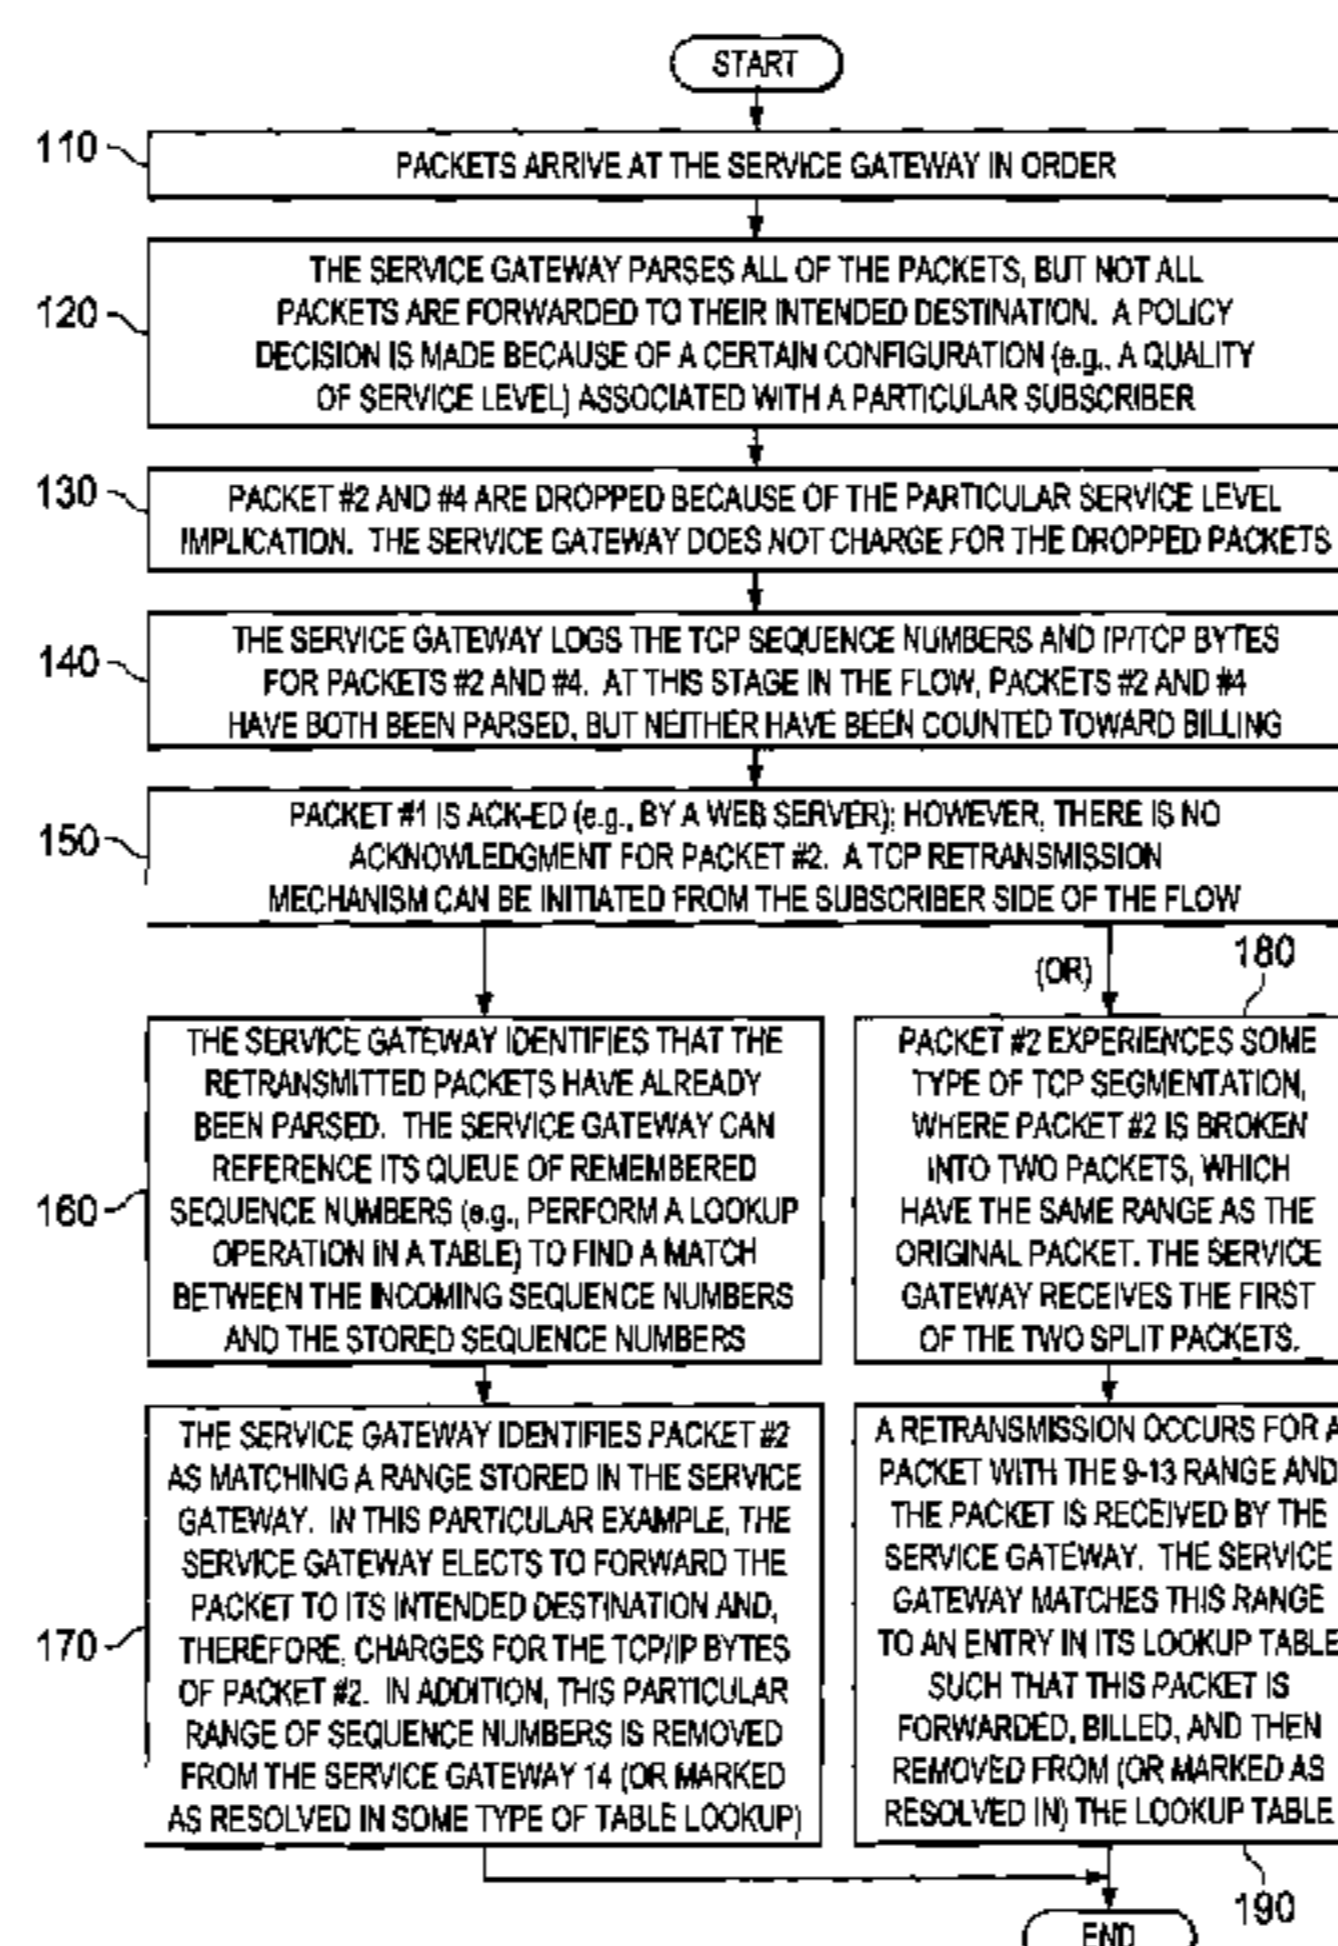 START
110
PACKETS ARRIVE AT THE SERVICE GATEWAY IN ORDER
120
THE SERVICE GATEWAY PARSES ALL OF THE PACKETS, BUT NOT ALL
PACKETS ARE FORWARDED TO THEIR INTENDED DESTINATION. A POLICY
DECISION IS MADE BECAUSE OF A CERTAIN CONFIGURATION (e.g., A QUALITY
OF SERVICE LEVEL) ASSOCIATED WITH A PARTICULAR SUBSCRIBER
130
PACKET #2 AND #4 ARE DROPPED BECAUSE OF THE PARTICULAR SERVICE LEVEL
IMPLICATION. THE SERVICE GATEWAY DOES NOT CHARGE FOR THE DROPPED PACKETS
140
THE SERVICE GATEWAY LOGS THE TCP SEQUENCE NUMBERS AND IP/TCP BYTES
FOR PACKETS #2 AND #4. AT THIS STAGE IN THE FLOW, PACKETS #2 AND #4
HAVE BOTH BEEN PARSED, BUT NEITHER HAVE BEEN COUNTED TOWARD BILLING
150
PACKET #1 IS ACK-ED (e.g., BY A WEB SERVER); HOWEVER, THERE IS NO
ACKNOWLEDGMENT FOR PACKET #2. A TCP RETRANSMISSION
MECHANISM CAN BE INITIATED FROM THE SUBSCRIBER SIDE OF THE FLOW
160
THE SERVICE GATEWAY IDENTIFIES THAT THE
RETRANSMITTED PACKETS HAVE ALREADY
BEEN PARSED. THE SERVICE GATEWAY CAN
REFERENCE ITS QUEUE OF REMEMBERED
SEQUENCE NUMBERS (e.g., PERFORM A LOOKUP
OPERATION IN A TABLE) TO FIND A MATCH
BETWEEN THE INCOMING SEQUENCE NUMBERS
AND THE STORED SEQUENCE NUMBERS
170
THE SERVICE GATEWAY IDENTIFIES PACKET #2
AS MATCHING A RANGE STORED IN THE SERVICE
GATEWAY. IN THIS PARTICULAR EXAMPLE, THE
SERVICE GATEWAY ELECTS TO FORWARD THE
PACKET TO ITS INTENDED DESTINATION AND,
THEREFORE, CHARGES FOR THE TCP/IP BYTES
OF PACKET #2. IN ADDITION, THIS PARTICULAR
RANGE OF SEQUENCE NUMBERS IS REMOVED
FROM THE SERVICE GATEWAY 14 (OR MARKED
AS RESOLVED IN SOME TYPE OF TABLE LOOKUP)
(OR)
180
PACKET #2 EXPERIENCES SOME
TYPE OF TCP SEGMENTATION,
WHERE PACKET #2 IS BROKEN
INTO TWO PACKETS, WHICH
HAVE THE SAME RANGE AS THE
ORIGINAL PACKET. THE SERVICE
GATEWAY RECEIVES THE FIRST
OF THE TWO SPLIT PACKETS.
A RETRANSMISSION OCCURS FOR A
PACKET WITH THE 9-13 RANGE AND
THE PACKET IS RECEIVED BY THE
SERVICE GATEWAY. THE SERVICE
GATEWAY MATCHES THIS RANGE
TO AN ENTRY IN ITS LOOKUP TABLE
SUCH THAT THIS PACKET IS
FORWARDED, BILLED, AND THEN
REMOVED FROM (OR MARKED AS
RESOLVED IN) THE LOOKUP TABLE
190
END